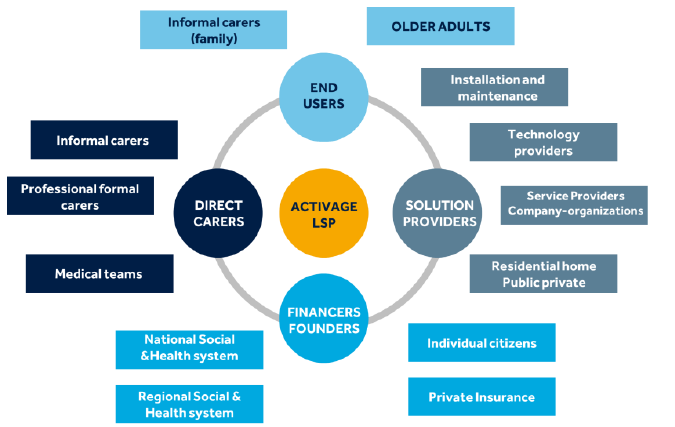 Informal carers
(family)
OLDER ADULTS
END
USERS
Installation and
maintenance
Informal carers
Technology
providers
Professional formal
carers
DIRECT
CARERS
ACTIVAGE
LSP
SOLUTION
PROVIDERS
Service Providers
Company-organizations
Medical teams
Residential home
Public private
FINANCERS
FOUNDERS
National Social
&Health system
Individual citizens
Regional Social &
Health system
Private Insurance